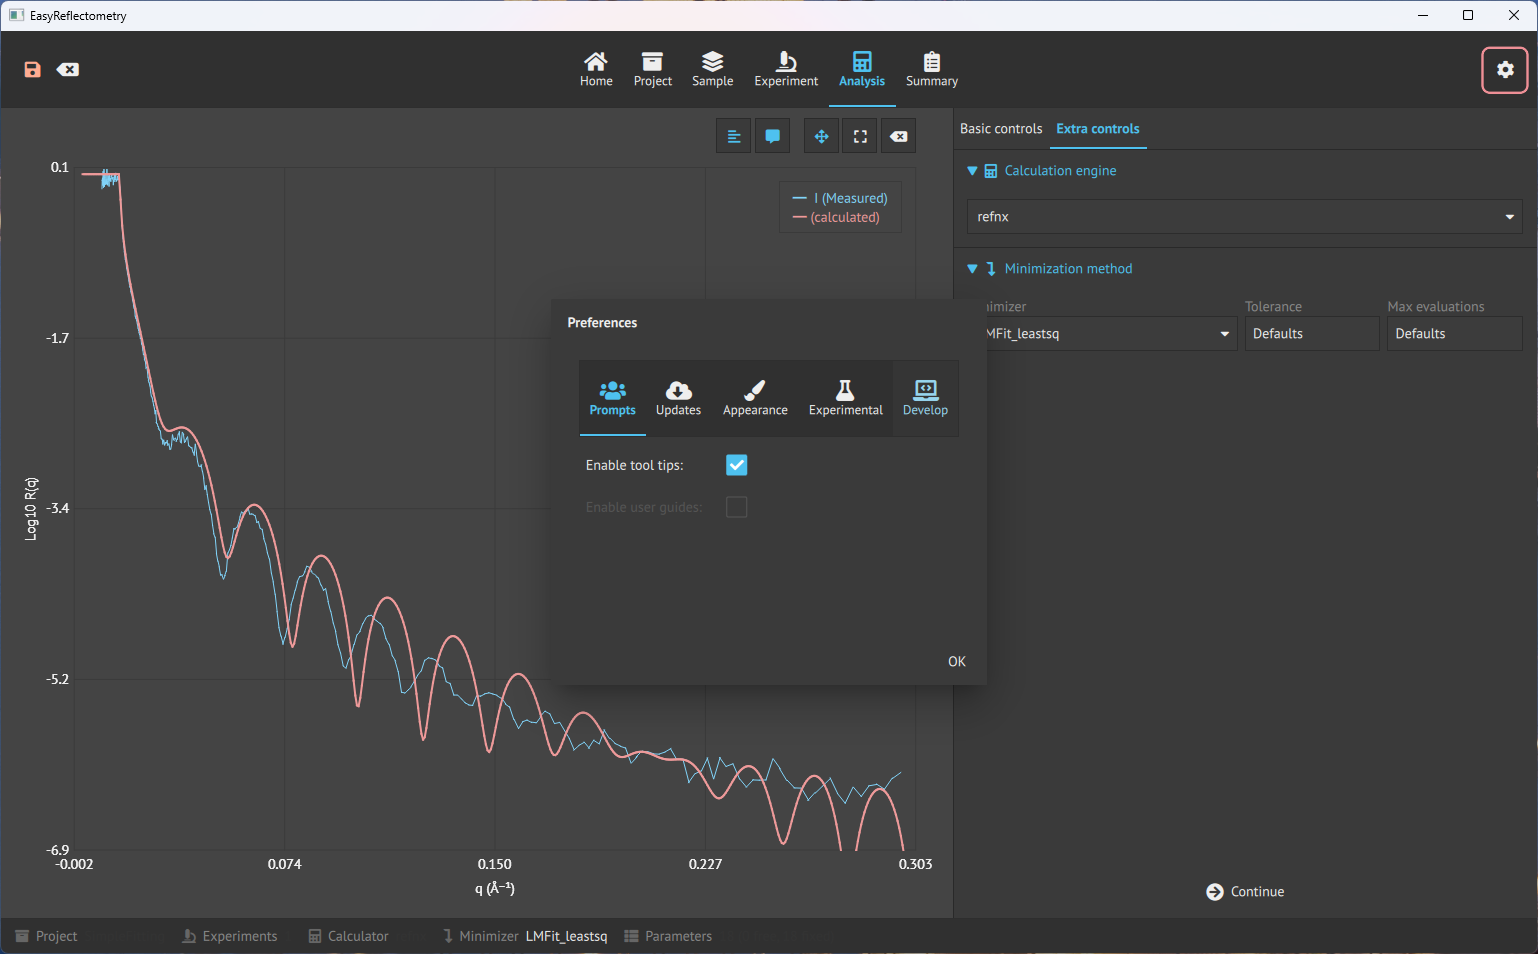 EasyReflectometry
Home
Project
Sample
Experiment
Analysis
Summary
Basic controls
Extra controls
0.1
-1.7
-3.4
-5.2
-6.9
Log10 R(q)
I (Measured)
(calculated)
-0.002
0.074
0.150
0.227
0.303
q (Å⁻¹)
Calculation engine
refnx
Minimization method
imizer
Tolerance
Max evaluations
MFit_leastsq
Defaults
Defaults
Preferences
Prompts
Updates
Appearance
Experimental
Develop
Enable tool tips:
Enable user guides:
OK
Continue
Project
Experiments
Calculator
Minimizer LMFit_leastsq
Parameters